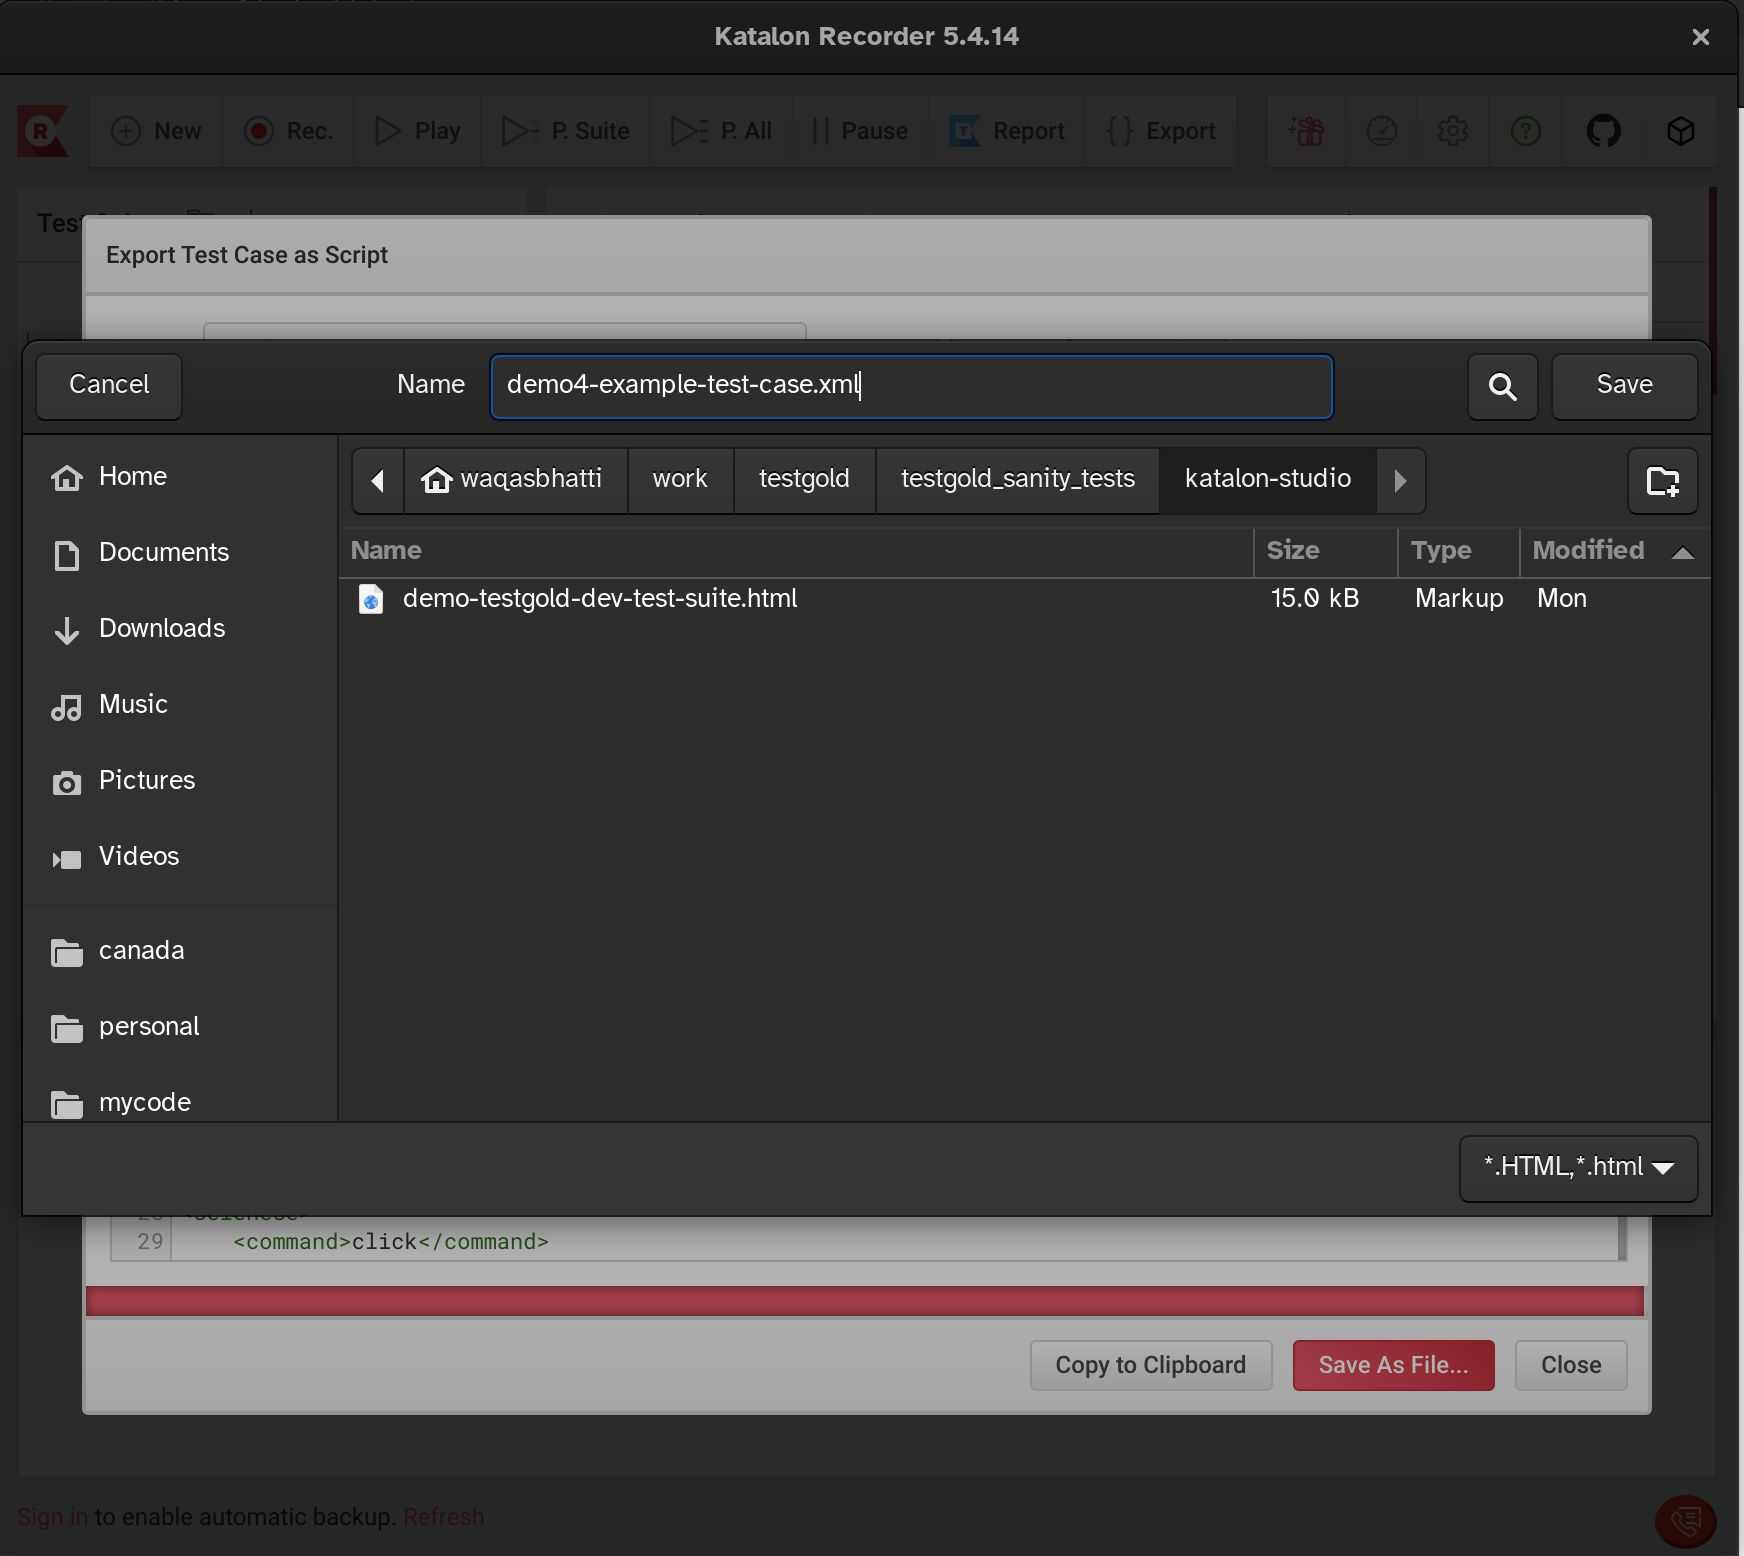 Katalon Recorder 5.4.14
New Rec. Play P. Suite P. All Pause Report Export
Export Test Case as Script
Cancel Name demo4-example-test-case.xml Save
Home
Documents
Downloads
Music
Pictures
Videos
canada
personal
mycode
waqasbhatti work testgold testgold_sanity_tests katalon-studio
Name Size Type Modified
demo-testgold-dev-test-suite.html 15.0 kB Markup Mon
*.HTML,*.html
29 <command>click</command>
Copy to Clipboard Save As File... Close
Sign in to enable automatic backup. Refresh